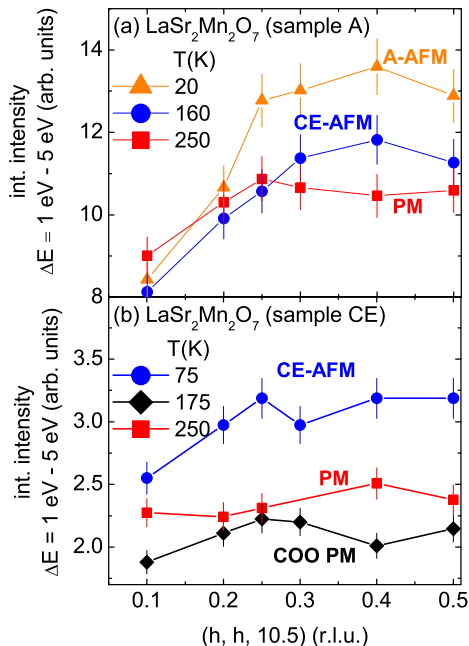 (a) LaSr₂Mn₂O₇ (sample A)
T(K)
20
160
250
A-AFM
CE-AFM
PM
14
12
10
8
int. intensity
ΔE = 1 eV - 5 eV (arb. units)
(b) LaSr₂Mn₂O₇ (sample CE)
T(K)
75
175
250
CE-AFM
PM
COO PM
3.5
3.0
2.5
2.0
int. intensity
ΔE = 1 eV - 5 eV (arb. units)
0.1 0.2 0.3 0.4 0.5
(h, h, 10.5) (r.l.u.)